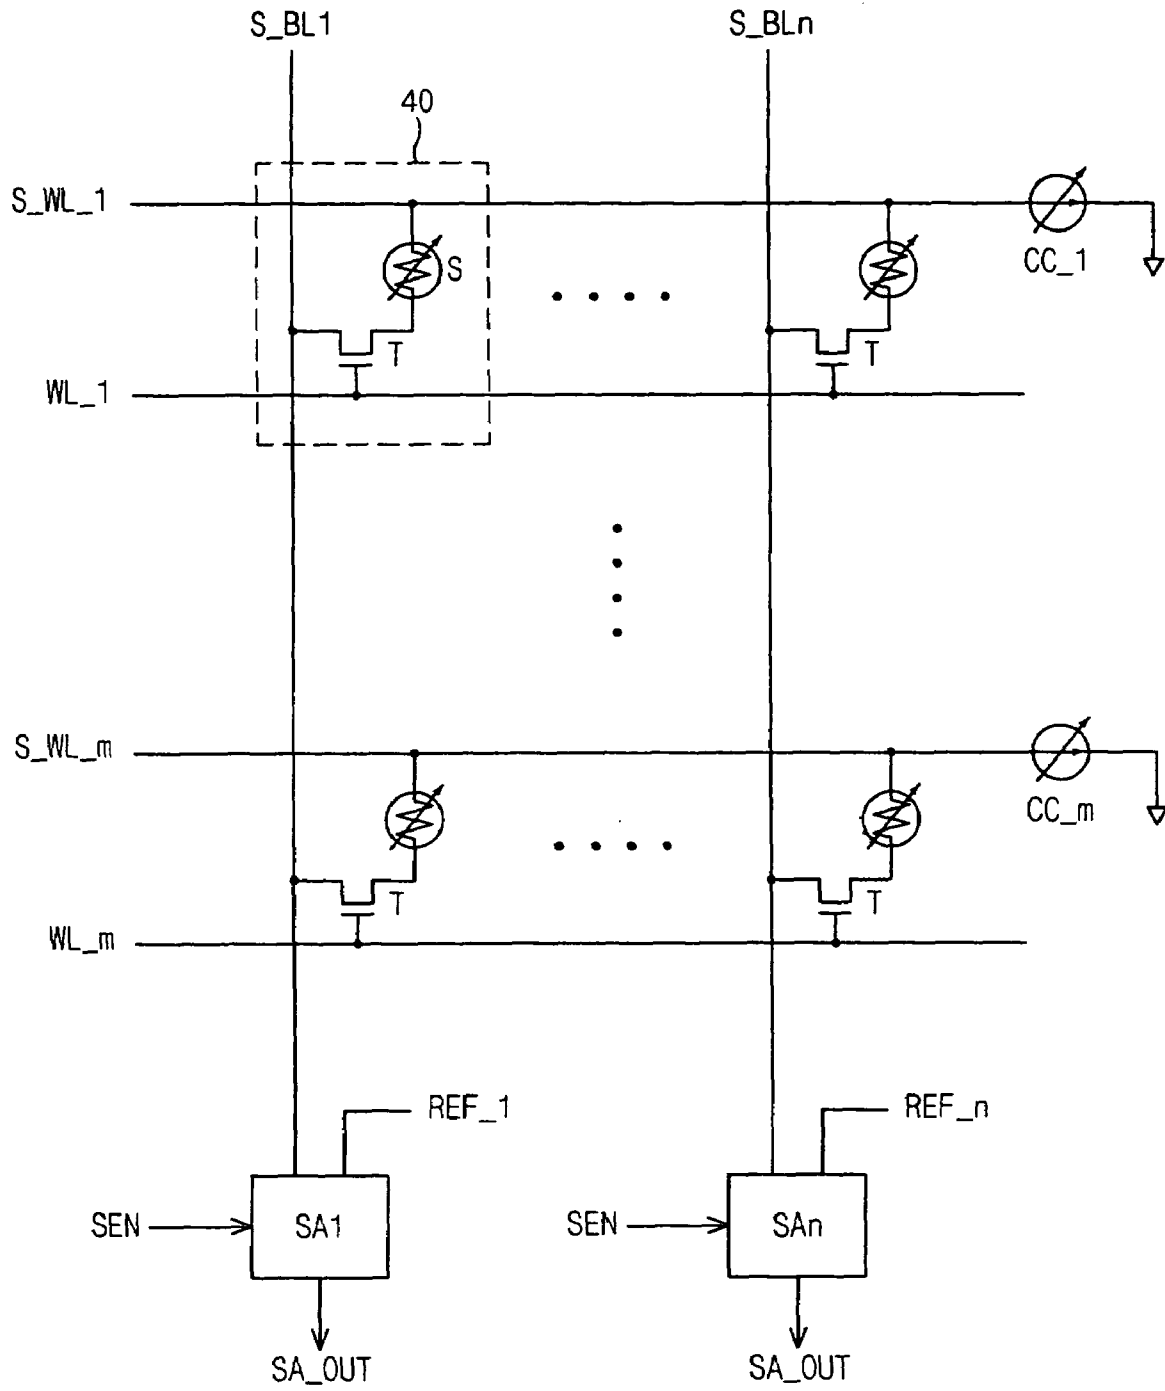 S_BL1
S_BLn
40
S_WL_1
CC_1
S
T
T
WL_1
S_WL_m
CC_m
T
T
WL_m
REF_1
REF_n
SEN
SA1
SEN
SAn
SA_OUT
SA_OUT